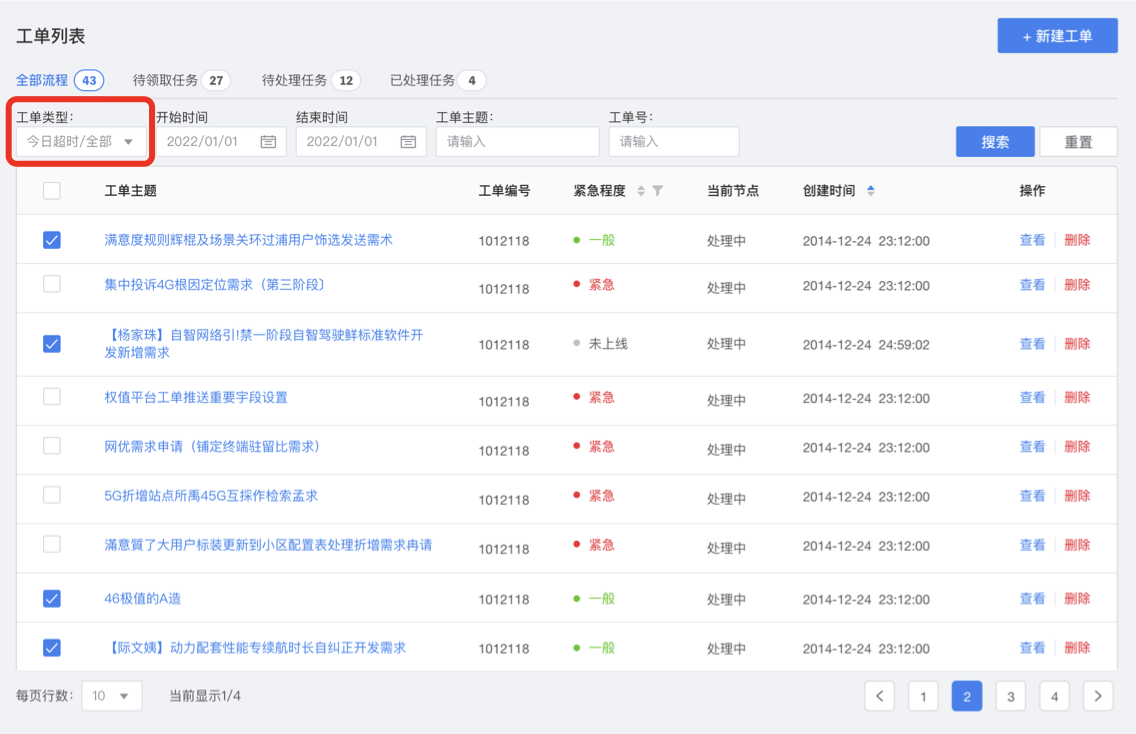 工单列表
+ 新建工单
全部流程 43 待领取任务 27 待处理任务 12 已处理任务 4
工单类型: 开始时间 结束时间 工单主题: 工单号:
今日超时/全部 2022/01/01 2022/01/01 请输入 请输入 搜索 重置
工单主题 工单编号 紧急程度 当前节点 创建时间 操作
满意度规则辉棍及场景关环过浦用户饰选发送需术 1012118 一般 处理中 2014-12-24 23:12:00 查看 删除
集中投诉4G根因定位需求（第三阶段） 1012118 紧急 处理中 2014-12-24 23:12:00 查看 删除
【杨家珠】自智网络引!禁一阶段自智驾驶鲜标准软件开
发新增需求 1012118 未上线 处理中 2014-12-24 24:59:02 查看 删除
权值平台工单推送重要宇段设置 1012118 紧急 处理中 2014-12-24 23:12:00 查看 删除
网优需求申请（铺定终端驻留比需求） 1012118 紧急 处理中 2014-12-24 23:12:00 查看 删除
5G折增站点所禹45G互採作检索孟求 1012118 紧急 处理中 2014-12-24 23:12:00 查看 删除
滿意質了大用户标装更新到小区配置表处理折增需求冉请 1012118 紧急 处理中 2014-12-24 23:12:00 查看 删除
46极值的A造 1012118 一般 处理中 2014-12-24 23:12:00 查看 删除
【际文姨】动力配套性能专续航时长自纠正开发需求 1012118 一般 处理中 2014-12-24 23:12:00 查看 删除
每页行数: 10 当前显示1/4 1 2 3 4